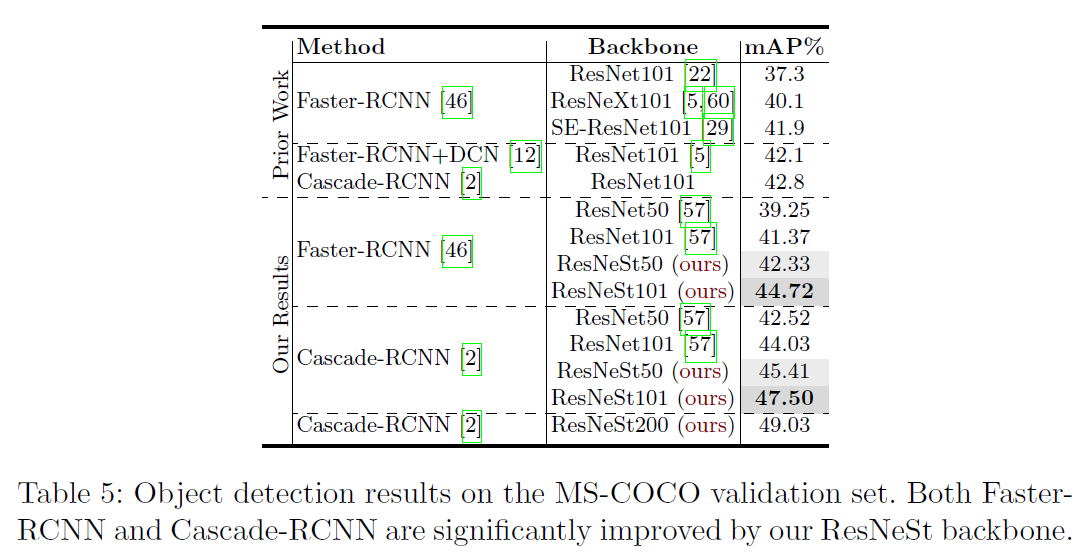 Method Backbone mAP%
Prior Work
Faster-RCNN [46]
ResNet101 [22] 37.3
ResNeXt101 [5,60] 40.1
SE-ResNet101 [29] 41.9
Faster-RCNN+DCN [12] ResNet101 [5] 42.1
Cascade-RCNN [2] ResNet101 42.8
Our Results
Faster-RCNN [46]
ResNet50 [57] 39.25
ResNet101 [57] 41.37
ResNeSt50 (ours) 42.33
ResNeSt101 (ours) 44.72
Cascade-RCNN [2]
ResNet50 [57] 42.52
ResNet101 [57] 44.03
ResNeSt50 (ours) 45.41
ResNeSt101 (ours) 47.50
Cascade-RCNN [2] ResNeSt200 (ours) 49.03
Table 5: Object detection results on the MS-COCO validation set. Both Faster-
RCNN and Cascade-RCNN are significantly improved by our ResNeSt backbone.